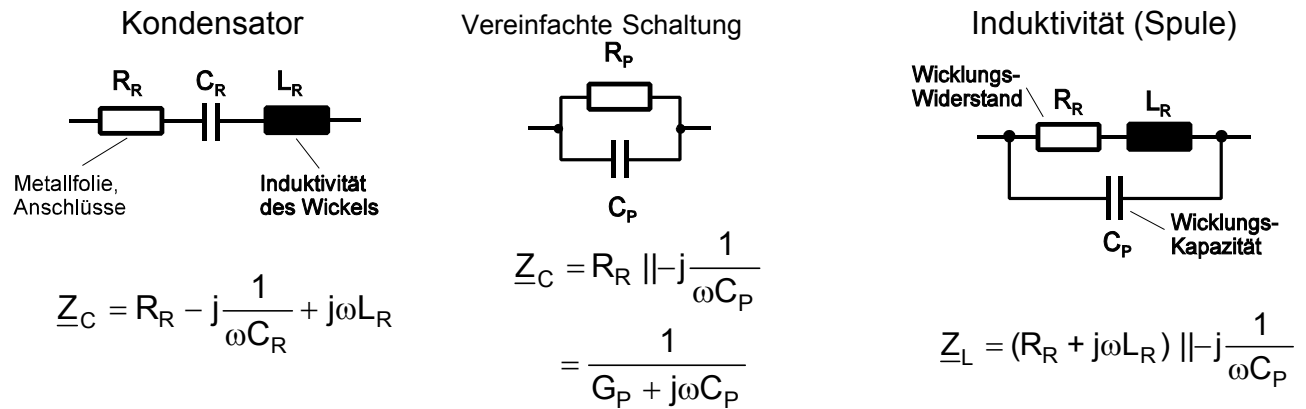 Kondensator
R_R C_R L_R
Metallfolie,
Anschlüsse
Induktivität
des Wickels
Z_C = R_R − j 1/(ωC_R) + jωL_R
Vereinfachte Schaltung
R_P
C_P
Z_C = R_R || −j 1/(ωC_P)
= 1/(G_P + jωC_P)
Induktivität (Spule)
Wicklungs-
Widerstand
R_R L_R
C_P
Wicklungs-
Kapazität
Z_L = (R_R + jωL_R) || −j 1/(ωC_P)